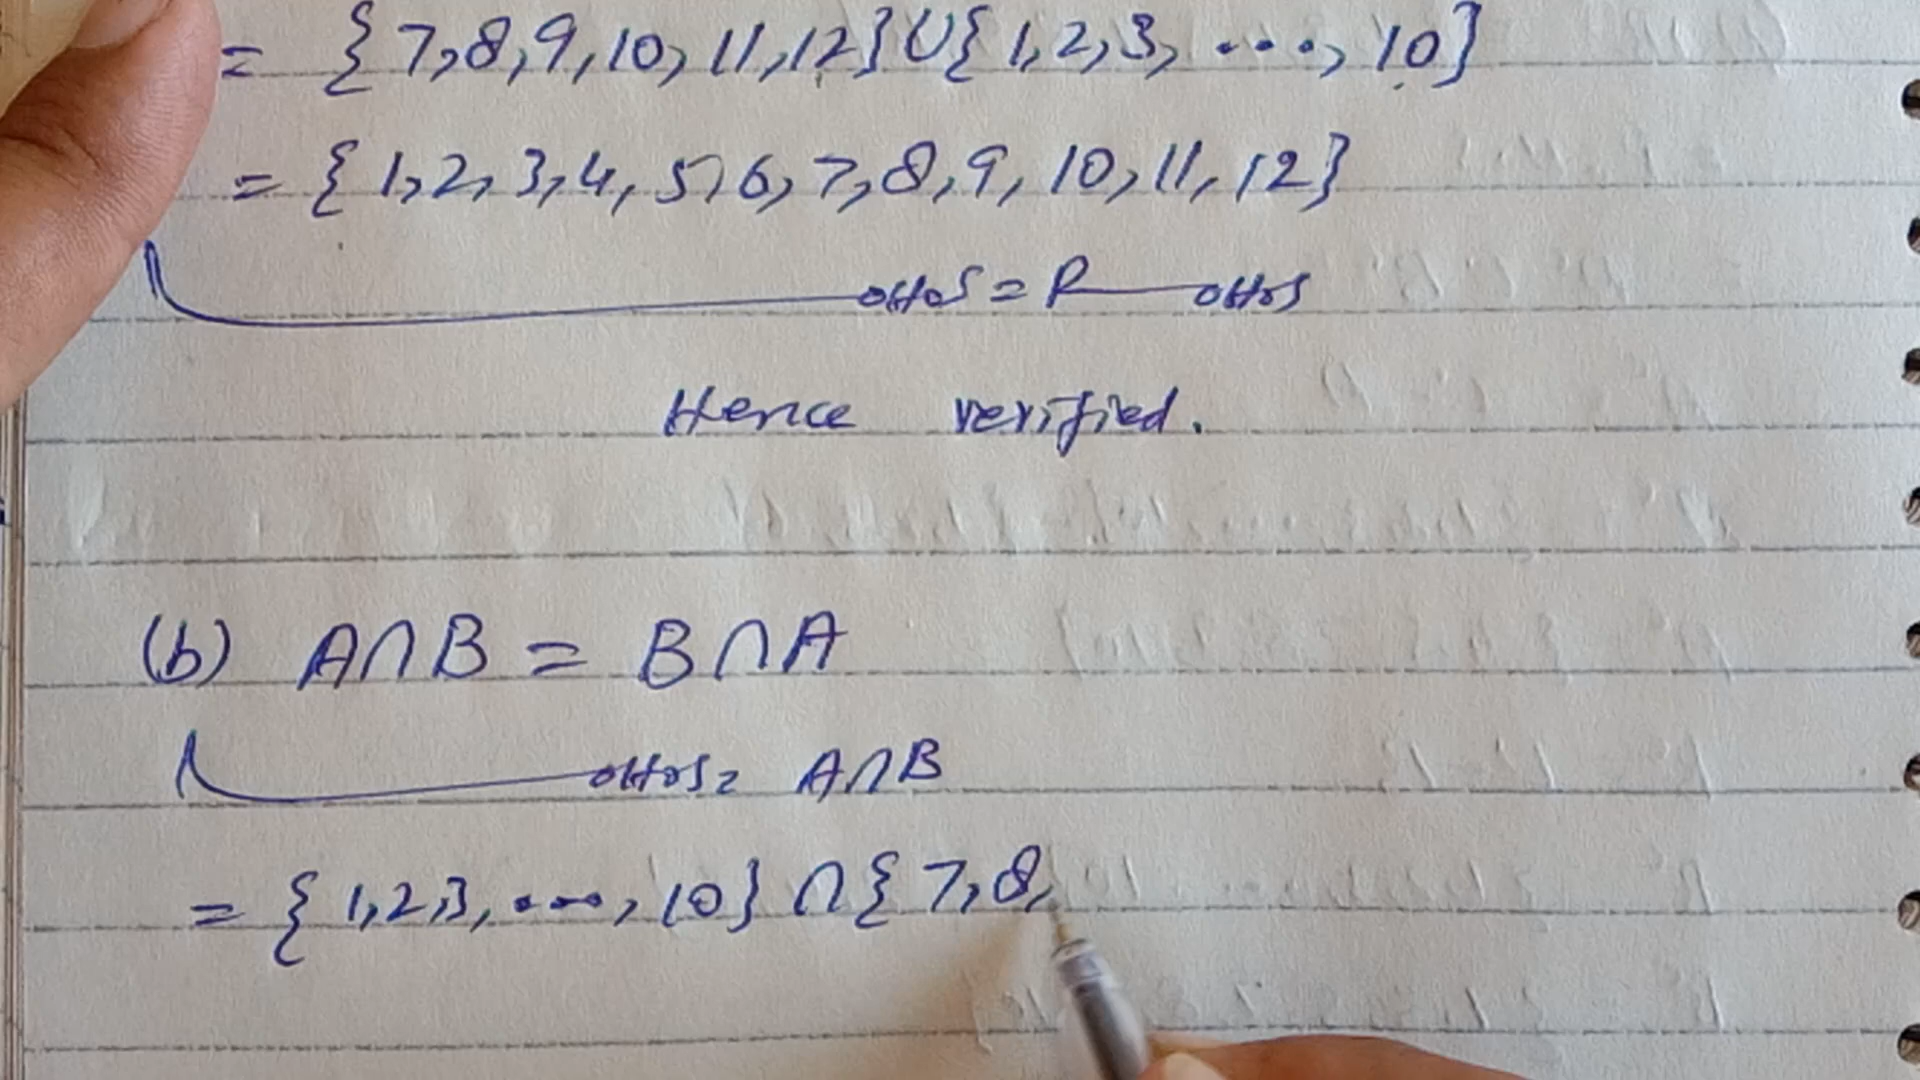 = {7,8,9,10,11,12}∪{1,2,3, ...., 10}
= {1,2,3,4,5,6,7,8,9,10,11,12}
L.H.S = R.H.S
Hence verified.
(b) A∩B = B∩A
L.H.S = A∩B
= {1,2,3, ....., 10} ∩ {7,8,